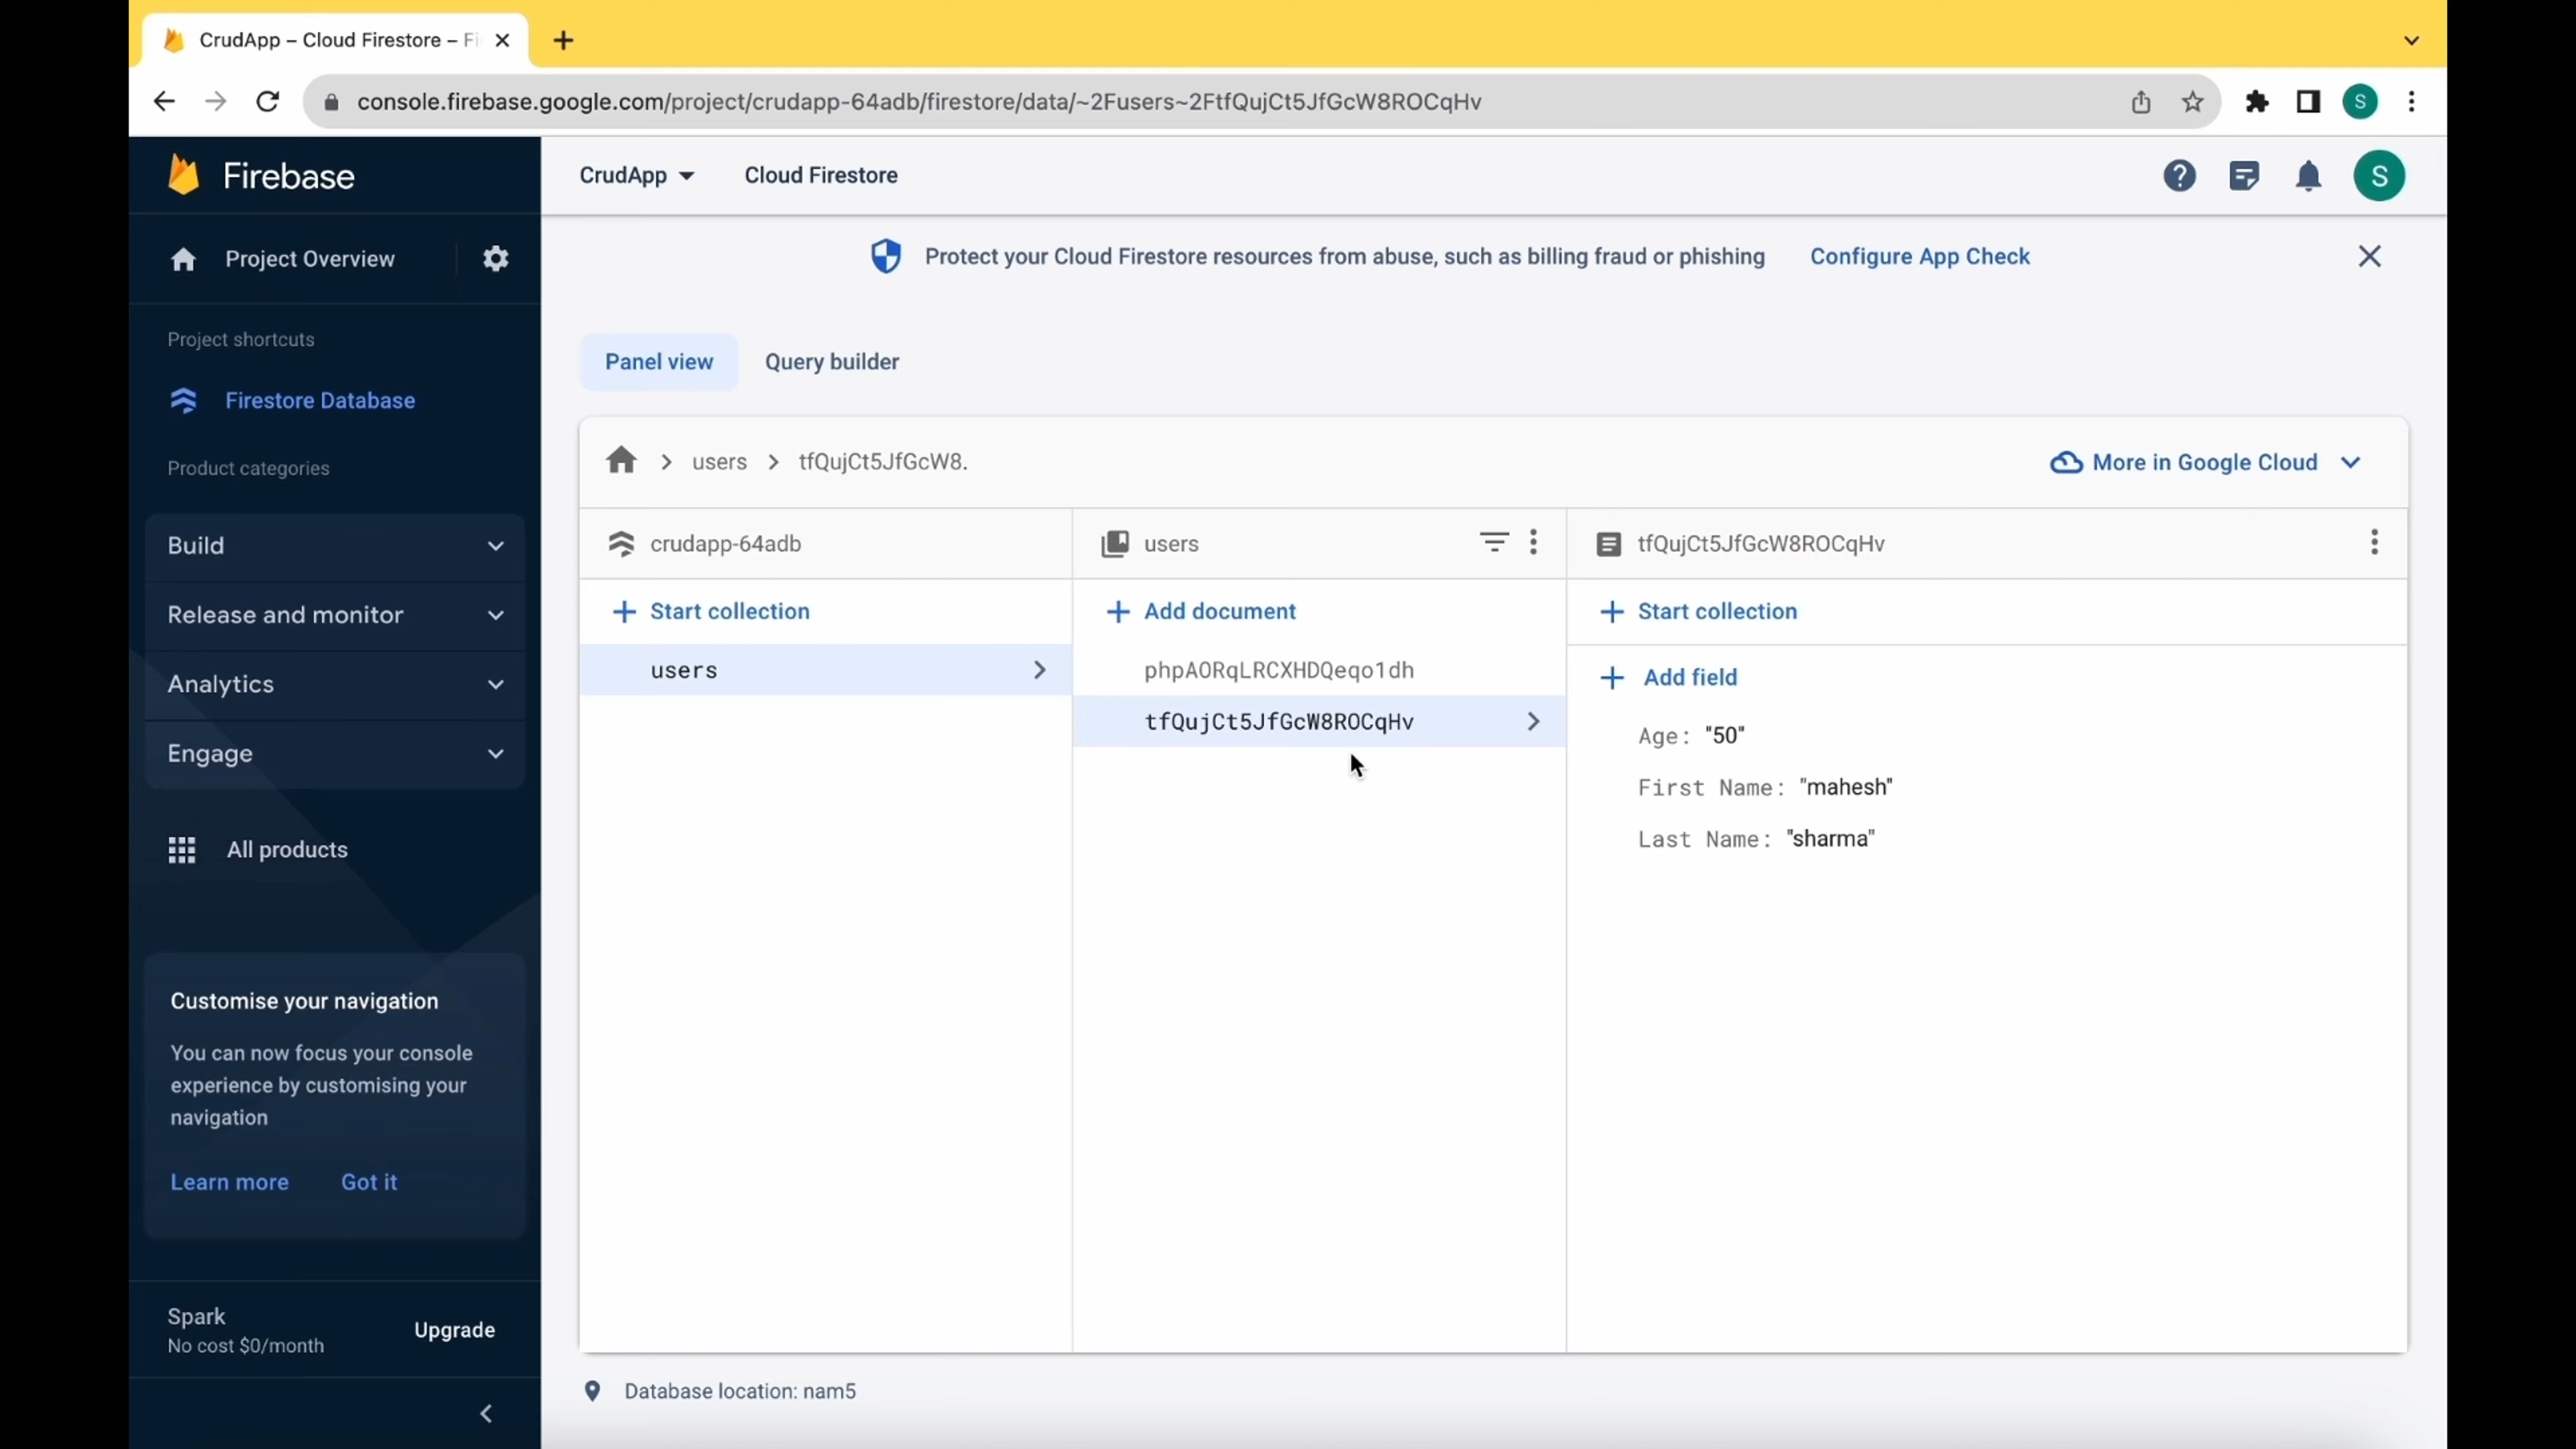 CrudApp – Cloud Firestore – Fi
console.firebase.google.com/project/crudapp-64adb/firestore/data/~2Fusers~2FtfQujCt5JfGcW8ROCqHv
S
Firebase
CrudApp
Cloud Firestore
S
Project Overview
Protect your Cloud Firestore resources from abuse, such as billing fraud or phishing
Configure App Check
Project shortcuts
Firestore Database
Product categories
Build
Release and monitor
Analytics
Engage
All products
Customise your navigation
You can now focus your console
experience by customising your
navigation
Learn more
Got it
Spark
No cost $0/month
Upgrade
Panel view
Query builder
users
tfQujCt5JfGcW8.
More in Google Cloud
crudapp-64adb
Start collection
users
users
Add document
phpAORqLRCXHDQeqo1dh
tfQujCt5JfGcW8ROCqHv
tfQujCt5JfGcW8ROCqHv
Start collection
Add field
Age: "50"
First Name: "mahesh"
Last Name: "sharma"
Database location: nam5